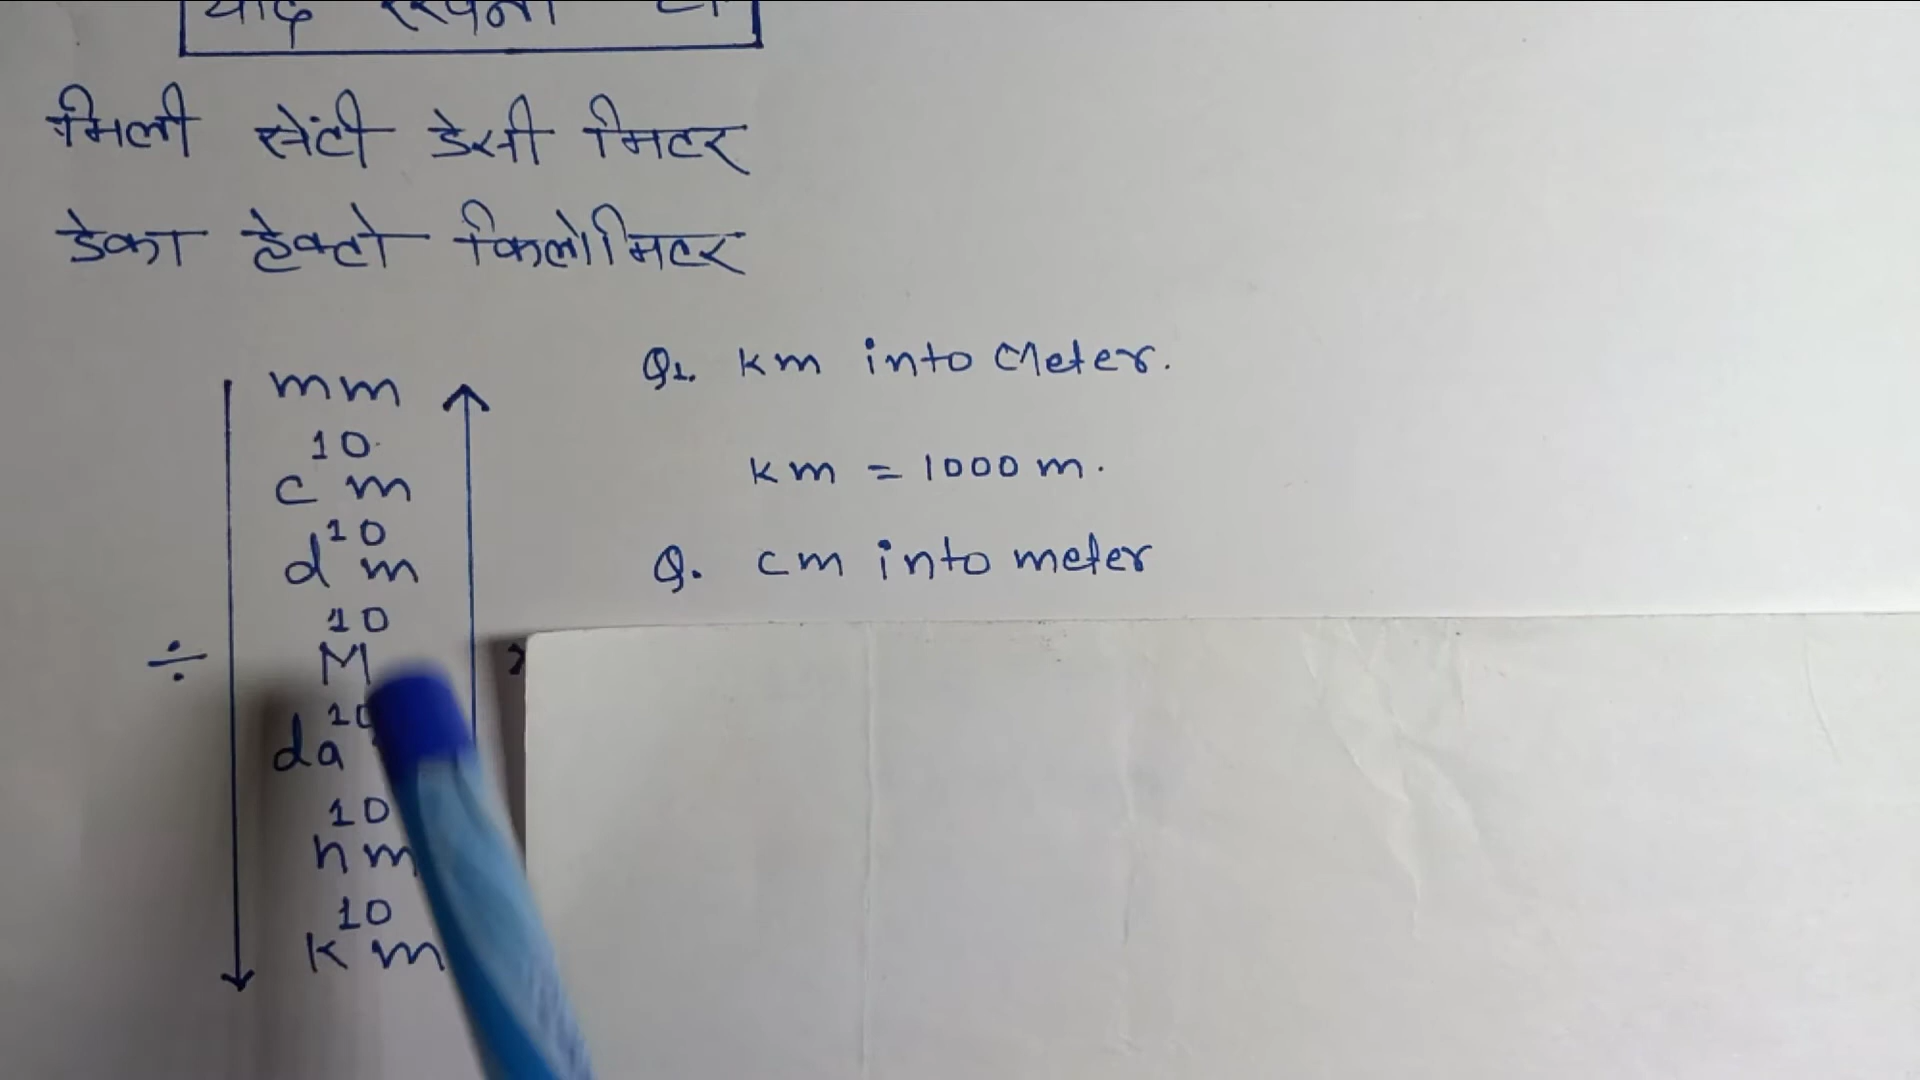 याद रखना
मिली सेंटी डेसी मिटर
डेका हेक्टो किलोमिटर
Q1. km into Meter.
mm
10
km = 1000 m.
cm
10
dm
Q. cm into meter
10
÷
M
10
da
10
hm
10
km